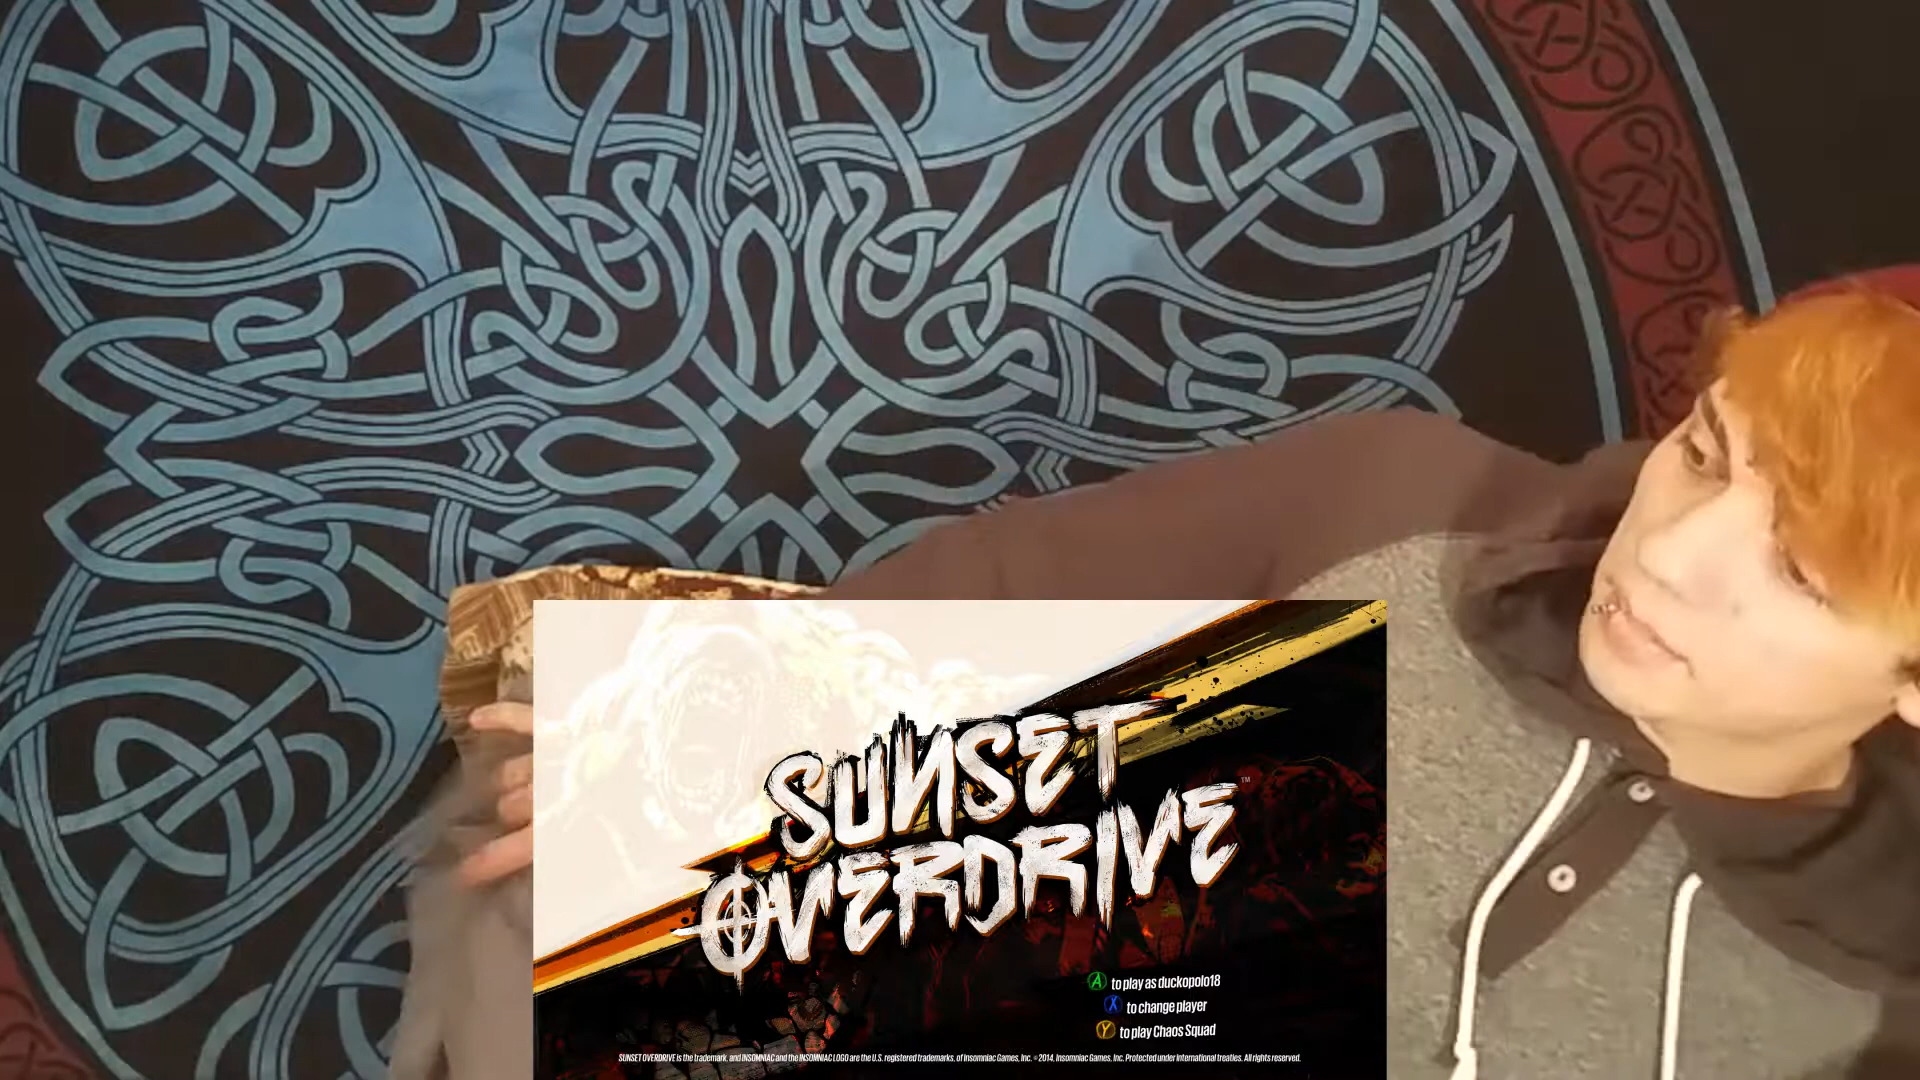 SUNSET
OVERDRIVE™
A to play as duckopolo18
X to change player
Y to play Chaos Squad
SUNSET OVERDRIVE is the trademark, and INSOMNIAC and the INSOMNIAC LOGO are the U.S. registered trademarks, of Insomniac Games, Inc. © 2014, Insomniac Games, Inc. Protected under international treaties. All rights reserved.